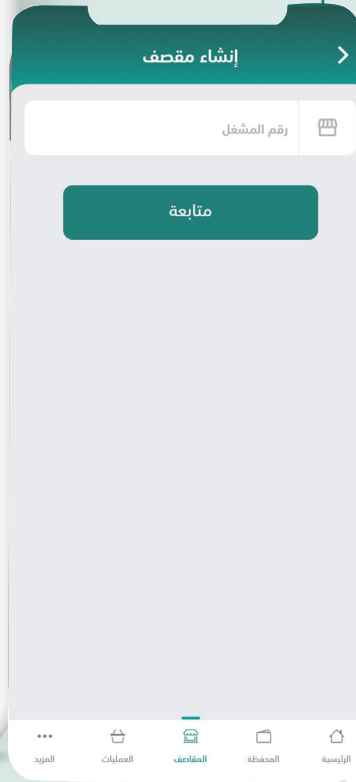 إنشاء مقصف
رقم المشغل
متابعة
الرئيسية
المحفظة
المقاصف
العمليات
المزيد